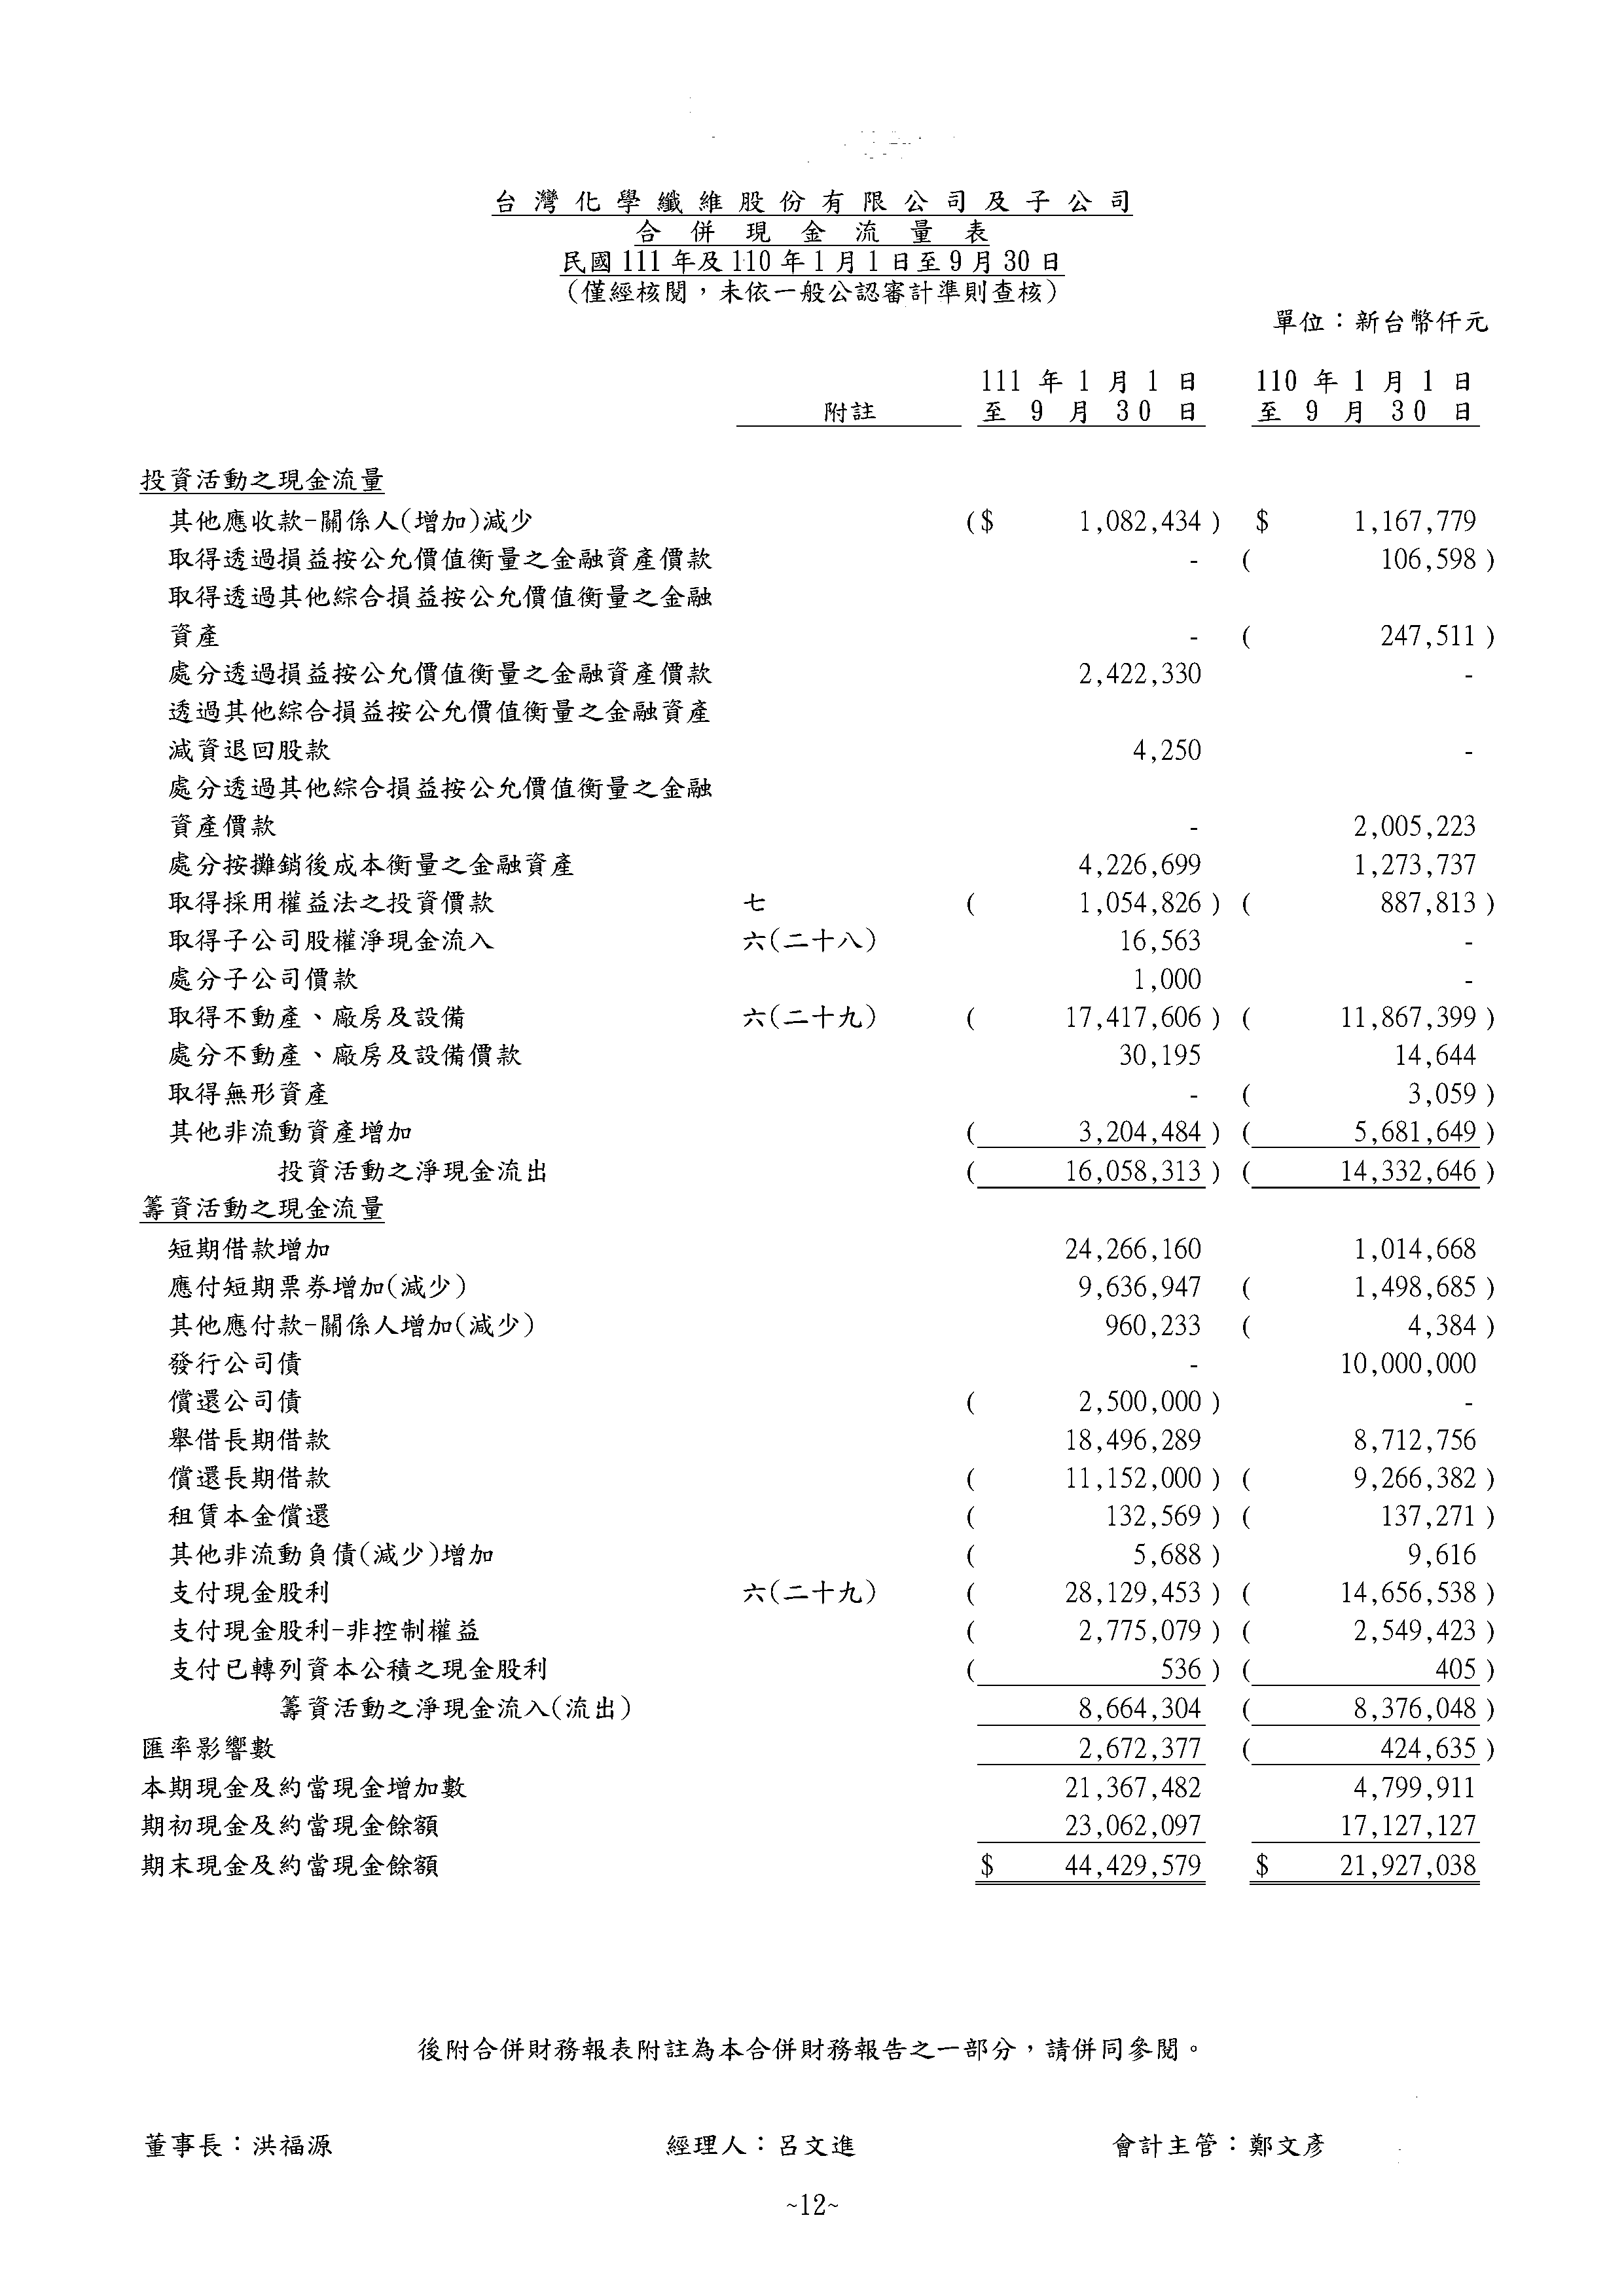 台灣化學纖維股份有限公司及子公司
合併現金流量表
民國111年及110年1月1日至9月30日
(僅經核閱，未依一般公認審計準則查核)
單位：新台幣仟元
111 年 1 月 1 日 110 年 1 月 1 日
附註 至 9 月 30 日 至 9 月 30 日
投資活動之現金流量
其他應收款-關係人(增加)減少 ($ 1,082,434) $ 1,167,779
取得透過損益按公允價值衡量之金融資產價款 - ( 106,598)
取得透過其他綜合損益按公允價值衡量之金融
資產 - ( 247,511)
處分透過損益按公允價值衡量之金融資產價款 2,422,330 -
透過其他綜合損益按公允價值衡量之金融資產
減資退回股款 4,250 -
處分透過其他綜合損益按公允價值衡量之金融
資產價款 - 2,005,223
處分按攤銷後成本衡量之金融資產 4,226,699 1,273,737
取得採用權益法之投資價款 七 ( 1,054,826) ( 887,813)
取得子公司股權淨現金流入 六(二十八) 16,563 -
處分子公司價款 1,000 -
取得不動產、廠房及設備 六(二十九) ( 17,417,606) ( 11,867,399)
處分不動產、廠房及設備價款 30,195 14,644
取得無形資產 - ( 3,059)
其他非流動資產增加 ( 3,204,484) ( 5,681,649)
投資活動之淨現金流出 ( 16,058,313) ( 14,332,646)
籌資活動之現金流量
短期借款增加 24,266,160 1,014,668
應付短期票券增加(減少) 9,636,947 ( 1,498,685)
其他應付款-關係人增加(減少) 960,233 ( 4,384)
發行公司債 - 10,000,000
償還公司債 ( 2,500,000) -
舉借長期借款 18,496,289 8,712,756
償還長期借款 ( 11,152,000) ( 9,266,382)
租賃本金償還 ( 132,569) ( 137,271)
其他非流動負債(減少)增加 ( 5,688) 9,616
支付現金股利 六(二十九) ( 28,129,453) ( 14,656,538)
支付現金股利-非控制權益 ( 2,775,079) ( 2,549,423)
支付已轉列資本公積之現金股利 ( 536) ( 405)
籌資活動之淨現金流入(流出) 8,664,304 ( 8,376,048)
匯率影響數 2,672,377 ( 424,635)
本期現金及約當現金增加數 21,367,482 4,799,911
期初現金及約當現金餘額 23,062,097 17,127,127
期末現金及約當現金餘額 $ 44,429,579 $ 21,927,038
後附合併財務報表附註為本合併財務報告之一部分，請併同參閱。
董事長：洪福源 經理人：呂文進 會計主管：鄭文彥
~12~